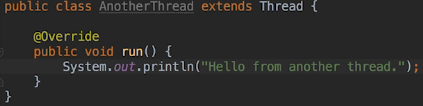 public class AnotherThread extends Thread {
@Override
public void run() {
System.out.println("Hello from another thread.");
}
}